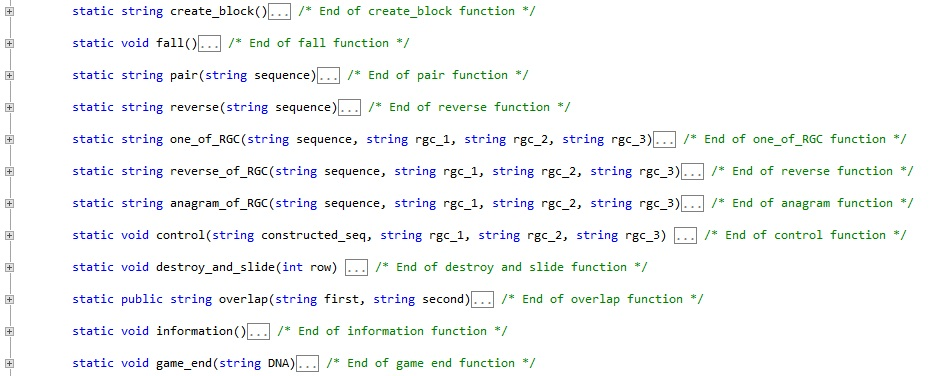 static string create_block()... /* End of create_block function */
static void fall()... /* End of fall function */
static string pair(string sequence)... /* End of pair function */
static string reverse(string sequence)... /* End of reverse function */
static string one_of_RGC(string sequence, string rgc_1, string rgc_2, string rgc_3)... /* End of one_of_RGC function */
static string reverse_of_RGC(string sequence, string rgc_1, string rgc_2, string rgc_3)... /* End of reverse function */
static string anagram_of_RGC(string sequence, string rgc_1, string rgc_2, string rgc_3)... /* End of anagram function */
static void control(string constructed_seq, string rgc_1, string rgc_2, string rgc_3) ... /* End of control function */
static void destroy_and_slide(int row) ... /* End of destroy and slide function */
static public string overlap(string first, string second)... /* End of overlap function */
static void information()... /* End of information function */
static void game_end(string DNA)... /* End of game end function */